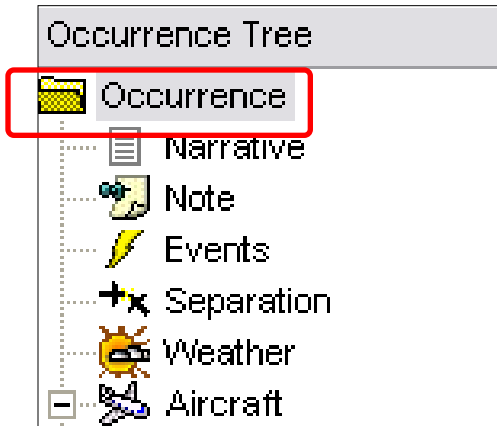 Occurrence Tree
Occurrence
Narrative
Note
Events
Separation
Weather
Aircraft